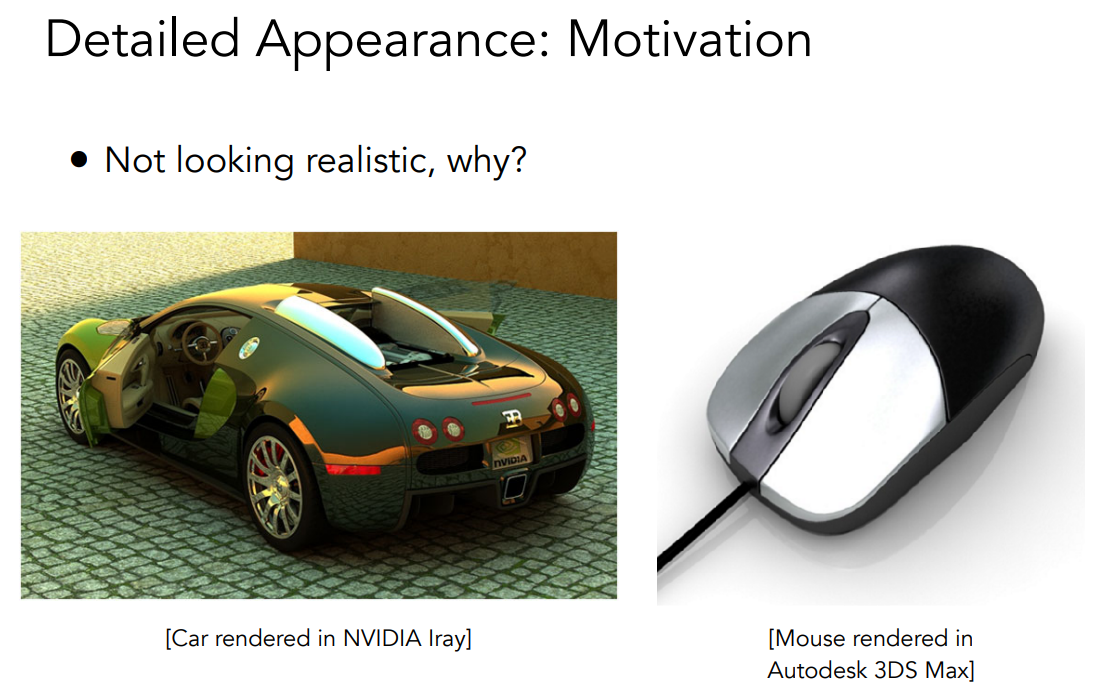 Detailed Appearance: Motivation
● Not looking realistic, why?
NVIDIA
[Car rendered in NVIDIA Iray]
[Mouse rendered in
Autodesk 3DS Max]